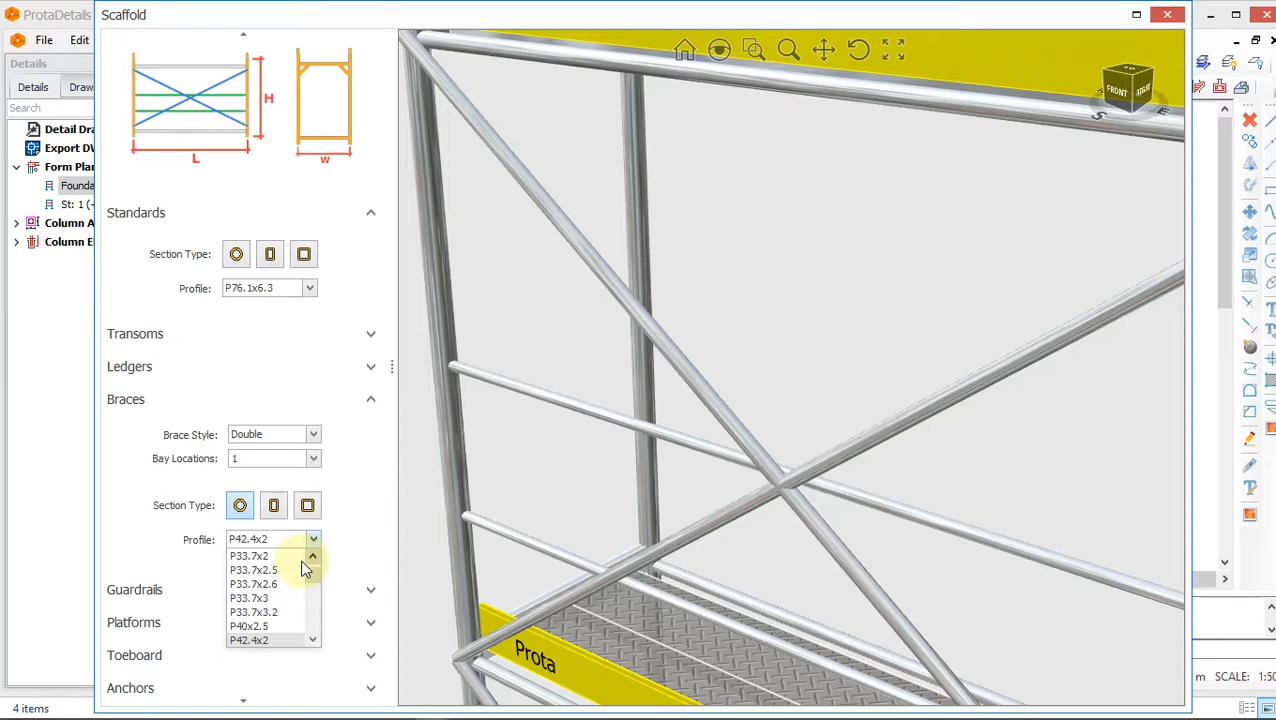 ProtaDetails
Scaffold
File
Edit
Details
Details
Draw
Search
Detail Dra
Export DV
Form Plan
Founda
St: 1 (-
Column A
Column E
4 items
H
L
W
Standards
Section Type:
Profile:
P76.1x6.3
Transoms
Ledgers
Braces
Brace Style:
Double
Bay Locations:
1
Section Type:
Profile:
P42.4x2
P33.7x2
P33.7x2.5
P33.7x2.6
P33.7x3
P33.7x3.2
P40x2.5
P42.4x2
Guardrails
Platforms
Toeboard
Anchors
FRONT
RIGHT
S
E
Prota
m
SCALE:
1:50